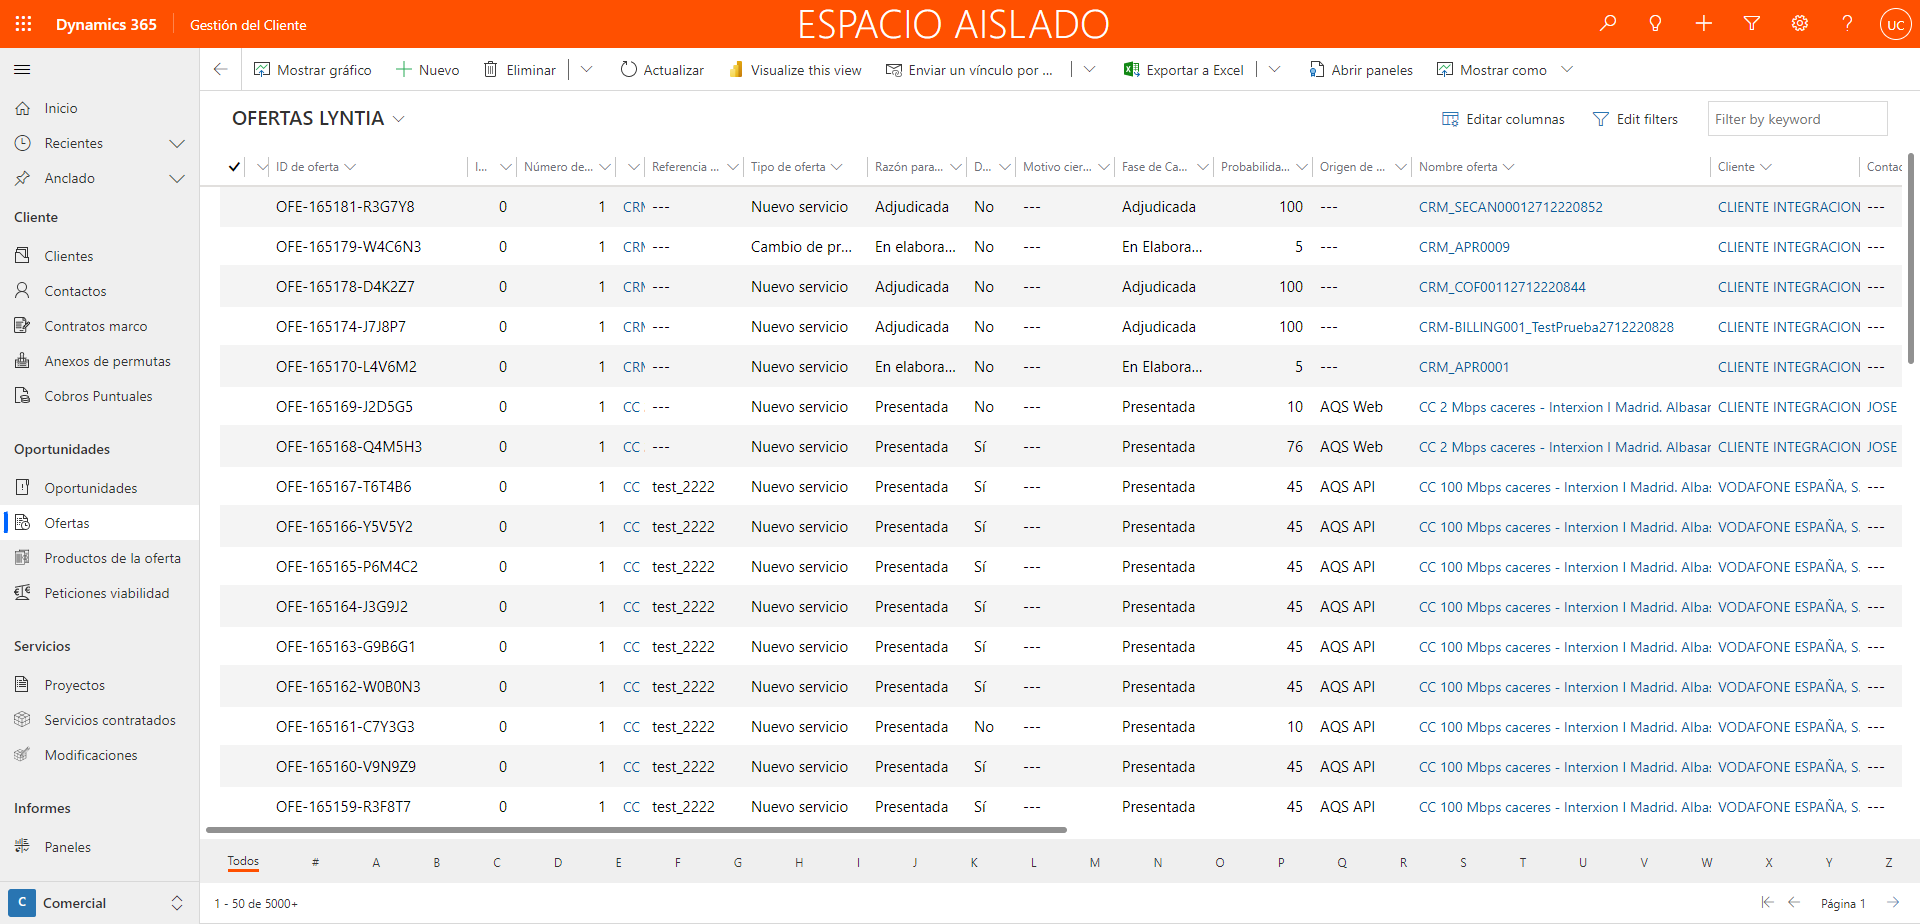 Dynamics 365
Gestión del Cliente
ESPACIO AISLADO
UC
Mostrar gráfico
Nuevo
Eliminar
Actualizar
Visualize this view
Enviar un vínculo por ...
Exportar a Excel
Abrir paneles
Mostrar como
Inicio
Recientes
Anclado
Cliente
Clientes
Contactos
Contratos marco
Anexos de permutas
Cobros Puntuales
Oportunidades
Oportunidades
Ofertas
Productos de la oferta
Peticiones viabilidad
Servicios
Proyectos
Servicios contratados
Modificaciones
Informes
Paneles
C Comercial
OFERTAS LYNTIA
Editar columnas
Edit filters
Filter by keyword
ID de oferta I... Número de... Referencia ... Tipo de oferta Razón para... D... Motivo cier... Fase de Ca... Probabilida... Origen de ... Nombre oferta Cliente Contac
OFE-165181-R3G7Y8 0 1 CRM --- Nuevo servicio Adjudicada No --- Adjudicada 100 --- CRM_SECAN00012712220852 CLIENTE INTEGRACION ---
OFE-165179-W4C6N3 0 1 CRM --- Cambio de pr... En elabora... No --- En Elabora... 5 --- CRM_APR0009 CLIENTE INTEGRACION ---
OFE-165178-D4K2Z7 0 1 CRM --- Nuevo servicio Adjudicada No --- Adjudicada 100 --- CRM_COF00112712220844 CLIENTE INTEGRACION ---
OFE-165174-J7J8P7 0 1 CRM --- Nuevo servicio Adjudicada No --- Adjudicada 100 --- CRM-BILLING001_TestPrueba2712220828 CLIENTE INTEGRACION ---
OFE-165170-L4V6M2 0 1 CRM --- Nuevo servicio En elabora... No --- En Elabora... 5 --- CRM_APR0001 CLIENTE INTEGRACION ---
OFE-165169-J2D5G5 0 1 CC --- Nuevo servicio Presentada No --- Presentada 10 AQS Web CC 2 Mbps caceres - Interxion I Madrid. Albasar CLIENTE INTEGRACION JOSE
OFE-165168-Q4M5H3 0 1 CC --- Nuevo servicio Presentada Sí --- Presentada 76 AQS Web CC 2 Mbps caceres - Interxion I Madrid. Albasar CLIENTE INTEGRACION JOSE
OFE-165167-T6T4B6 0 1 CC test_2222 Nuevo servicio Presentada Sí --- Presentada 45 AQS API CC 100 Mbps caceres - Interxion I Madrid. Albas VODAFONE ESPAÑA, S. ---
OFE-165166-Y5V5Y2 0 1 CC test_2222 Nuevo servicio Presentada Sí --- Presentada 45 AQS API CC 100 Mbps caceres - Interxion I Madrid. Albas VODAFONE ESPAÑA, S. ---
OFE-165165-P6M4C2 0 1 CC test_2222 Nuevo servicio Presentada Sí --- Presentada 45 AQS API CC 100 Mbps caceres - Interxion I Madrid. Albas VODAFONE ESPAÑA, S. ---
OFE-165164-J3G9J2 0 1 CC test_2222 Nuevo servicio Presentada Sí --- Presentada 45 AQS API CC 100 Mbps caceres - Interxion I Madrid. Albas VODAFONE ESPAÑA, S. ---
OFE-165163-G9B6G1 0 1 CC test_2222 Nuevo servicio Presentada Sí --- Presentada 45 AQS API CC 100 Mbps caceres - Interxion I Madrid. Albas VODAFONE ESPAÑA, S. ---
OFE-165162-W0B0N3 0 1 CC test_2222 Nuevo servicio Presentada Sí --- Presentada 45 AQS API CC 100 Mbps caceres - Interxion I Madrid. Albas VODAFONE ESPAÑA, S. ---
OFE-165161-C7Y3G3 0 1 CC test_2222 Nuevo servicio Presentada No --- Presentada 10 AQS API CC 100 Mbps caceres - Interxion I Madrid. Albas VODAFONE ESPAÑA, S. ---
OFE-165160-V9N9Z9 0 1 CC test_2222 Nuevo servicio Presentada Sí --- Presentada 45 AQS API CC 100 Mbps caceres - Interxion I Madrid. Albas VODAFONE ESPAÑA, S. ---
OFE-165159-R3F8T7 0 1 CC test_2222 Nuevo servicio Presentada Sí --- Presentada 45 AQS API CC 100 Mbps caceres - Interxion I Madrid. Albas VODAFONE ESPAÑA, S. ---
Todos # A B C D E F G H I J K L M N O P Q R S T U V W X Y Z
1 - 50 de 5000+
Página 1